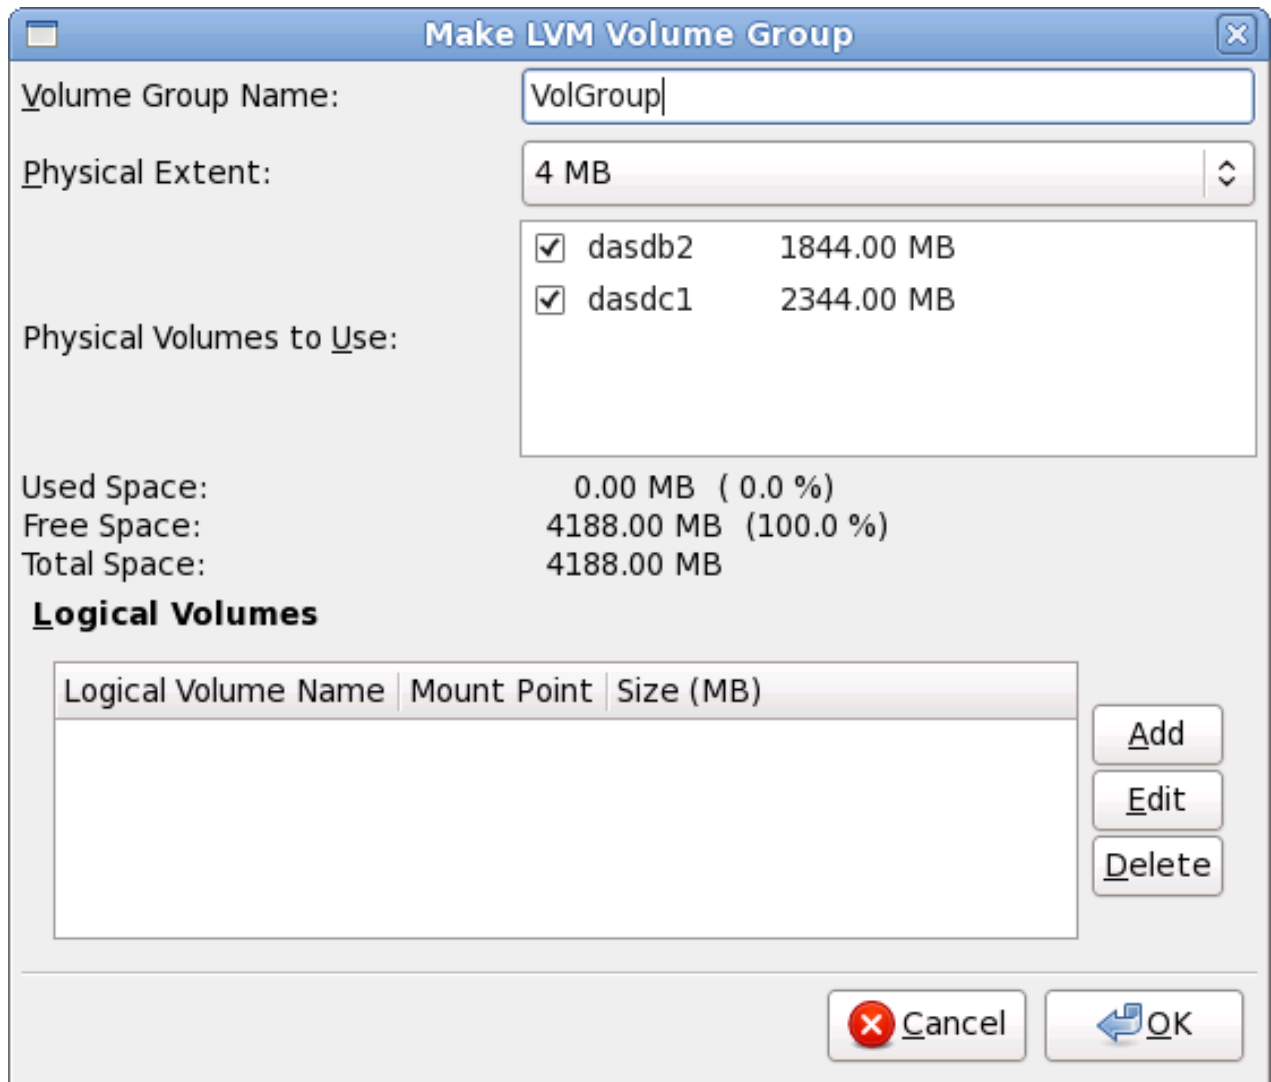 Make LVM Volume Group
Volume Group Name: VolGroup
Physical Extent: 4 MB
dasdb2 1844.00 MB
dasdc1 2344.00 MB
Physical Volumes to Use:
Used Space: 0.00 MB ( 0.0 %)
Free Space: 4188.00 MB (100.0 %)
Total Space: 4188.00 MB
Logical Volumes
Logical Volume Name Mount Point Size (MB)
Add
Edit
Delete
Cancel OK